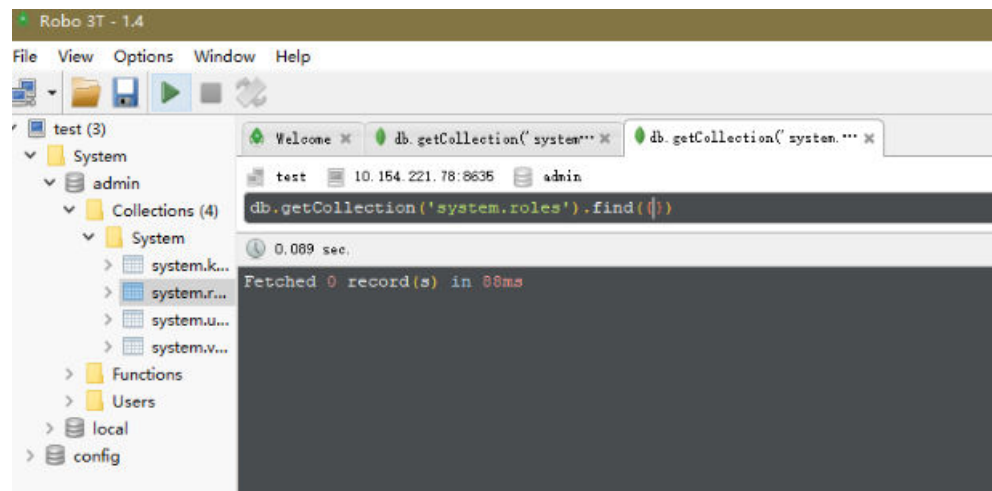 Robo 3T - 1.4
File View Options Window Help
test (3)
System
admin
Collections (4)
System
system.k...
system.r...
system.u...
system.v...
Functions
Users
local
config
Welcome db.getCollection('system… db.getCollection('system.…
test 10.154.221.78:8635 admin
db.getCollection('system.roles').find({})
0.089 sec.
Fetched 0 record(s) in 88ms